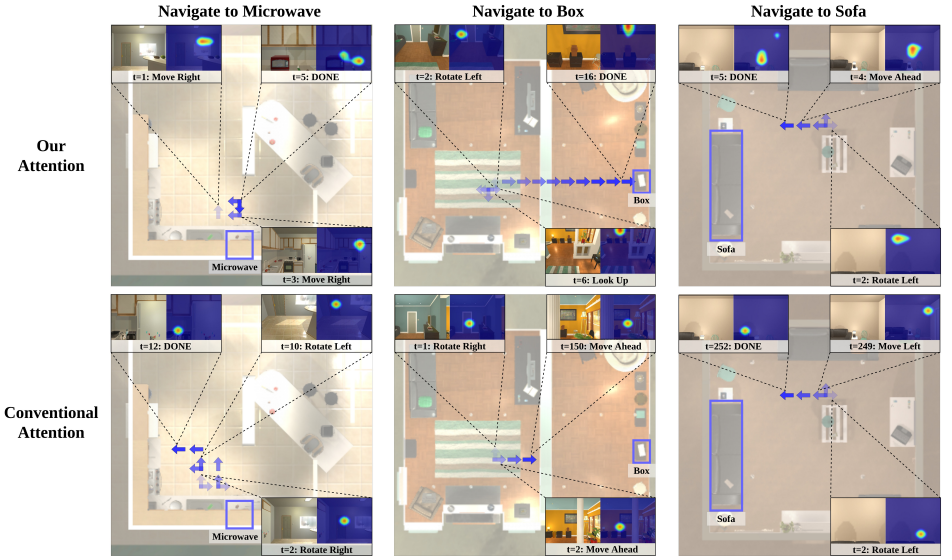 Navigate to Microwave
Navigate to Box
Navigate to Sofa
Our
Attention
t=1: Move Right
t=5: DONE
t=3: Move Right
Microwave
t=2: Rotate Left
t=16: DONE
t=6: Look Up
Box
t=5: DONE
t=4: Move Ahead
t=2: Rotate Left
Sofa
Conventional
Attention
t=12: DONE
t=10: Rotate Left
t=2: Rotate Right
Microwave
t=1: Rotate Right
t=150: Move Ahead
t=2: Move Ahead
Box
t=252: DONE
t=249: Move Left
t=2: Rotate Left
Sofa